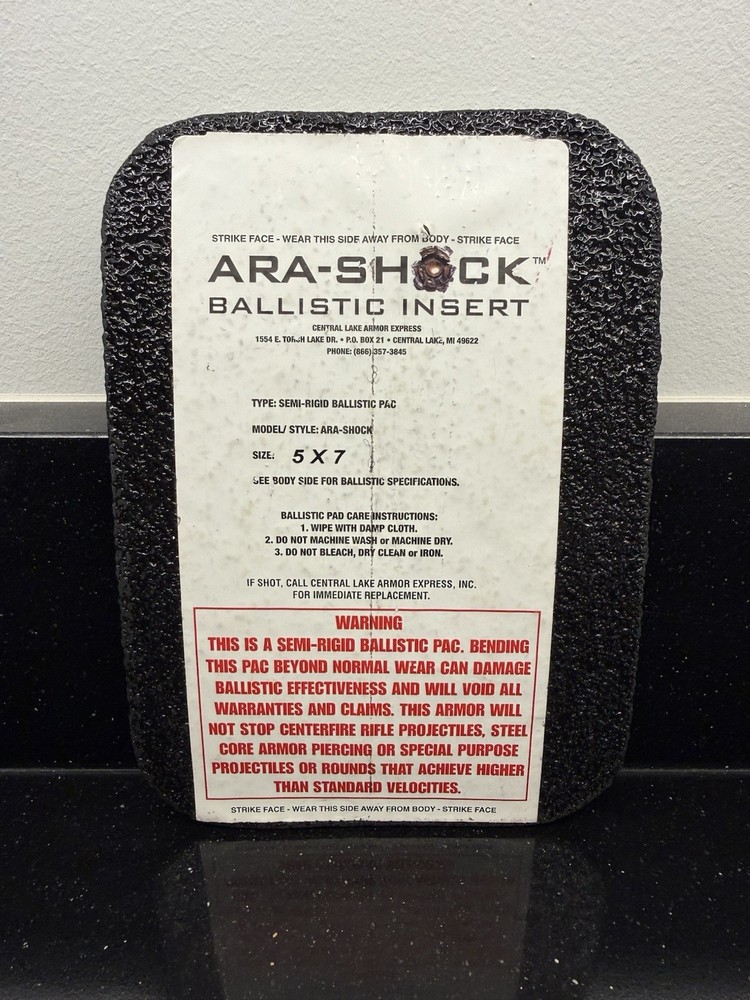 STRIKE FACE - WEAR THIS SIDE AWAY FROM BODY - STRIKE FACE
ARA-SHOCK™
BALLISTIC INSERT
CENTRAL LAKE ARMOR EXPRESS
1554 E. TORCH LAKE DR. • P.O. BOX 21 • CENTRAL LAKE, MI 49622
PHONE: (866) 357-3845
TYPE: SEMI-RIGID BALLISTIC PAC
MODEL/ STYLE: ARA-SHOCK
SIZE: 5 X 7
SEE BODY SIDE FOR BALLISTIC SPECIFICATIONS.
BALLISTIC PAD CARE INSTRUCTIONS:
1. WIPE WITH DAMP CLOTH.
2. DO NOT MACHINE WASH or MACHINE DRY.
3. DO NOT BLEACH, DRY CLEAN or IRON.
IF SHOT, CALL CENTRAL LAKE ARMOR EXPRESS, INC.
FOR IMMEDIATE REPLACEMENT.
WARNING
THIS IS A SEMI-RIGID BALLISTIC PAC. BENDING
THIS PAC BEYOND NORMAL WEAR CAN DAMAGE
BALLISTIC EFFECTIVENESS AND WILL VOID ALL
WARRANTIES AND CLAIMS. THIS ARMOR WILL
NOT STOP CENTERFIRE RIFLE PROJECTILES, STEEL
CORE ARMOR PIERCING OR SPECIAL PURPOSE
PROJECTILES OR ROUNDS THAT ACHIEVE HIGHER
THAN STANDARD VELOCITIES.
STRIKE FACE - WEAR THIS SIDE AWAY FROM BODY - STRIKE FACE